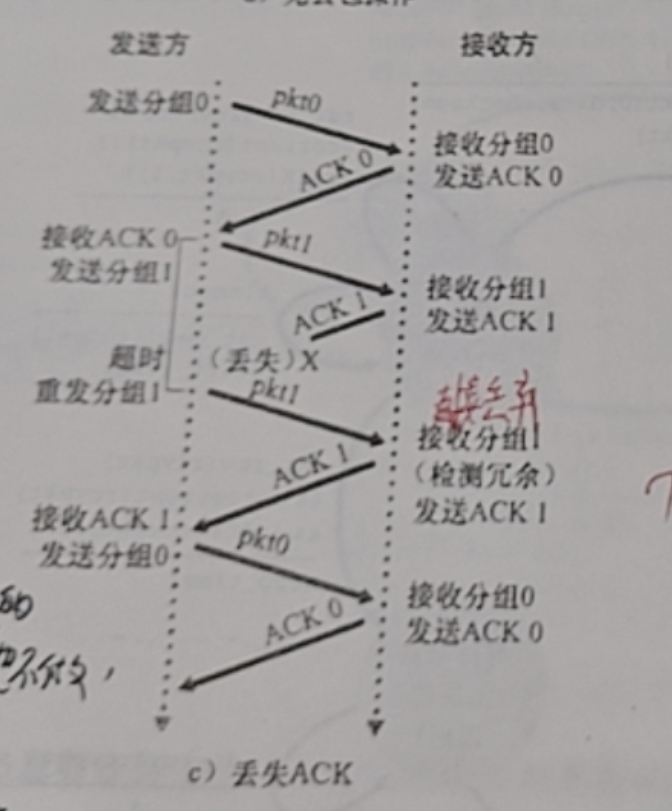 发送方
接收方
发送分组0
pkt0
接收分组0
发送ACK 0
ACK 0
接收ACK 0
发送分组1
pkt1
接收分组1
发送ACK 1
ACK 1
超时
重发分组1
(丢失) X
pkt1
接收分组1
(检测冗余)
发送ACK 1
ACK 1
接收ACK 1
发送分组0
pkt0
接收分组0
发送ACK 0
ACK 0
c) 丢失ACK